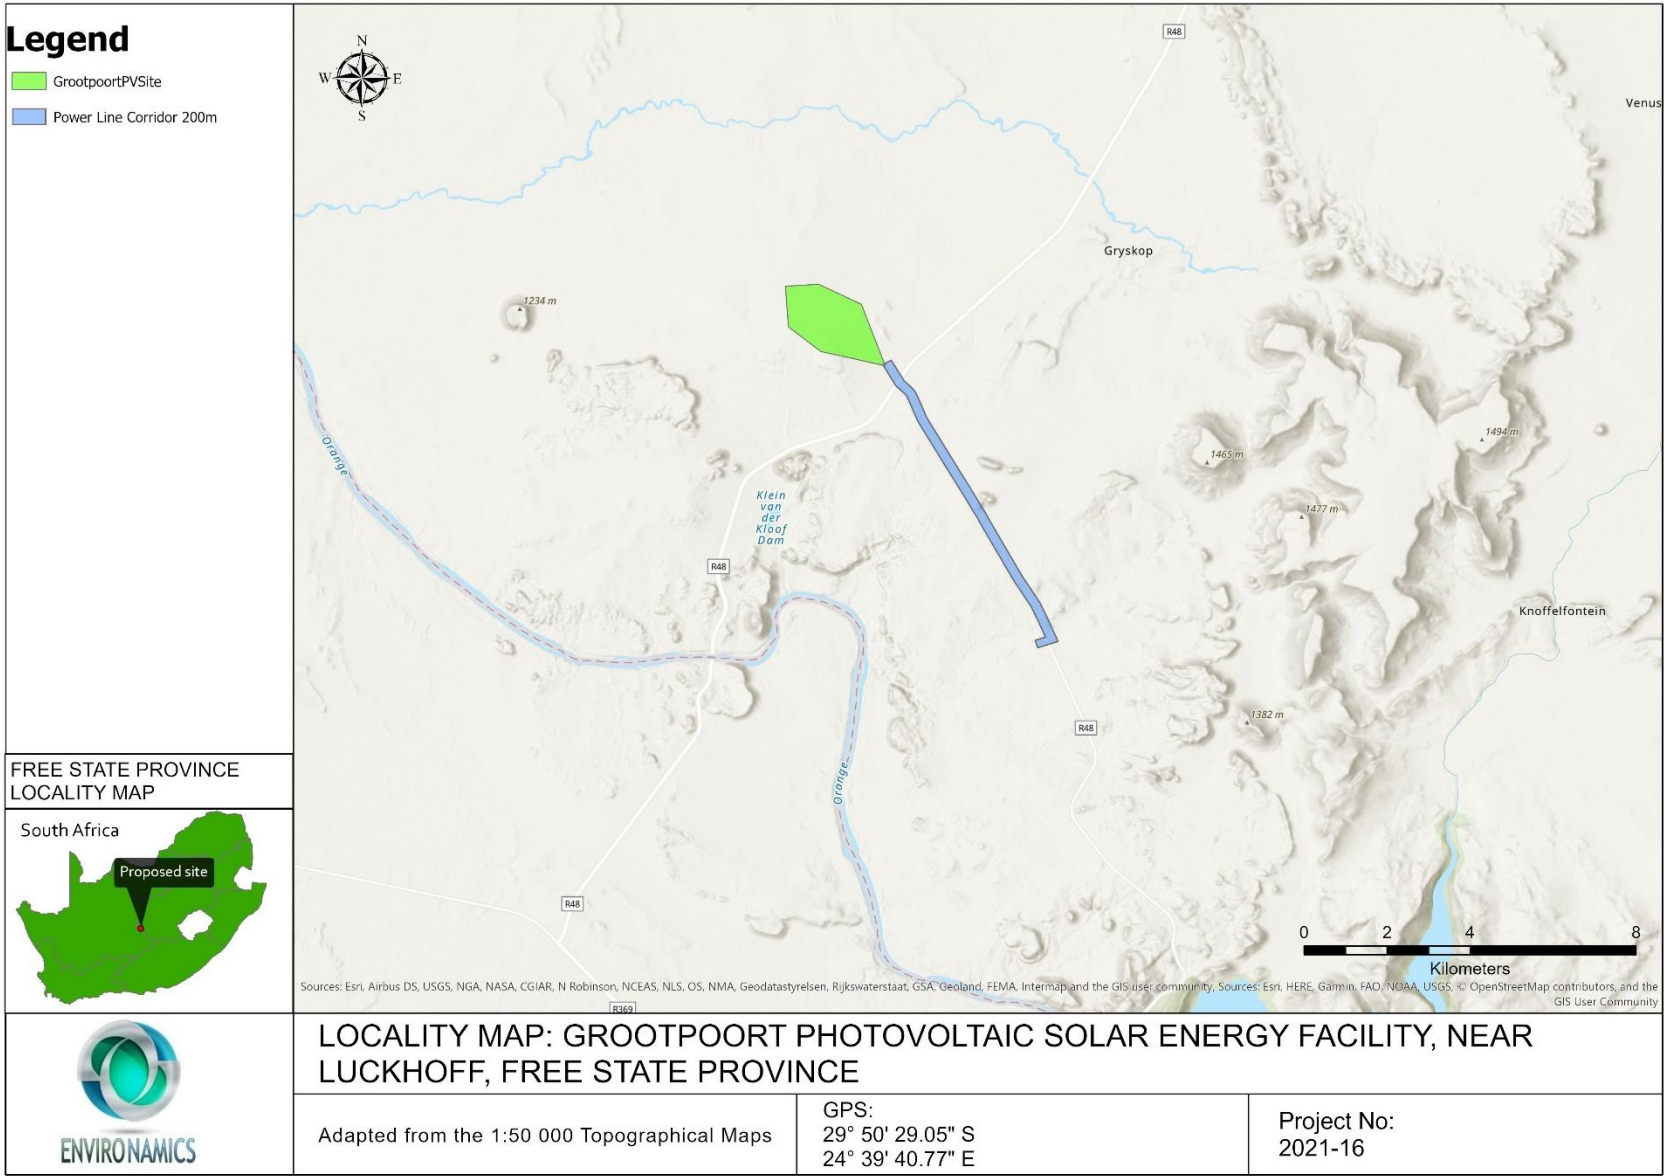 Legend
GrootpoortPVSite
Power Line Corridor 200m
N
W
E
S
R48
Venus
Gryskop
1234 m
Orange
1494 m
1465 m
1477 m
Klein
van
der
Kloof
Dam
R48
Knoffelfontein
1382 m
R48
Orange
R48
R369
0 2 4 8
Kilometers
Sources: Esri, Airbus DS, USGS, NGA, NASA, CGIAR, N Robinson, NCEAS, NLS, OS, NMA, Geodatastyrelsen, Rijkswaterstaat, GSA, Geoland, FEMA, Intermap and the GIS user community, Sources: Esri, HERE, Garmin, FAO, NOAA, USGS, © OpenStreetMap contributors, and the
GIS User Community
FREE STATE PROVINCE
LOCALITY MAP
South Africa
Proposed site
ENVIRONAMICS
LOCALITY MAP: GROOTPOORT PHOTOVOLTAIC SOLAR ENERGY FACILITY, NEAR
LUCKHOFF, FREE STATE PROVINCE
Adapted from the 1:50 000 Topographical Maps
GPS:
29° 50' 29.05" S
24° 39' 40.77" E
Project No:
2021-16